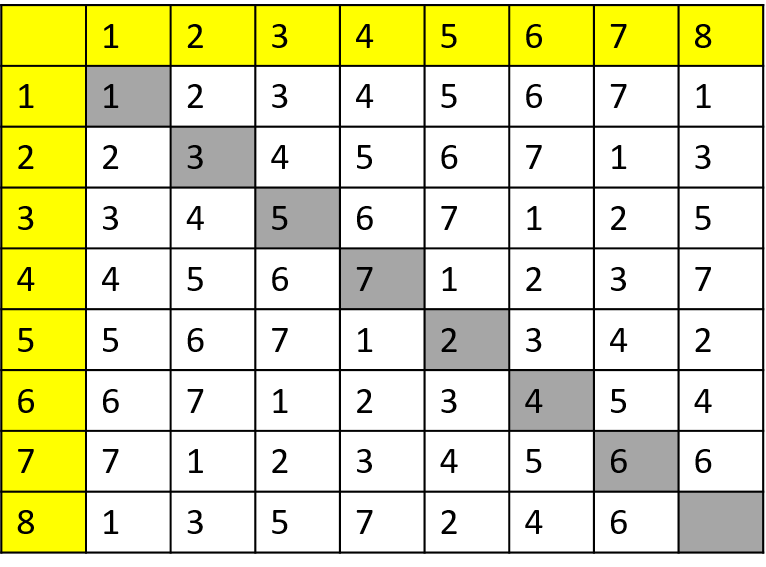 1 2 3 4 5 6 7 8
1 1 2 3 4 5 6 7 1
2 2 3 4 5 6 7 1 3
3 3 4 5 6 7 1 2 5
4 4 5 6 7 1 2 3 7
5 5 6 7 1 2 3 4 2
6 6 7 1 2 3 4 5 4
7 7 1 2 3 4 5 6 6
8 1 3 5 7 2 4 6